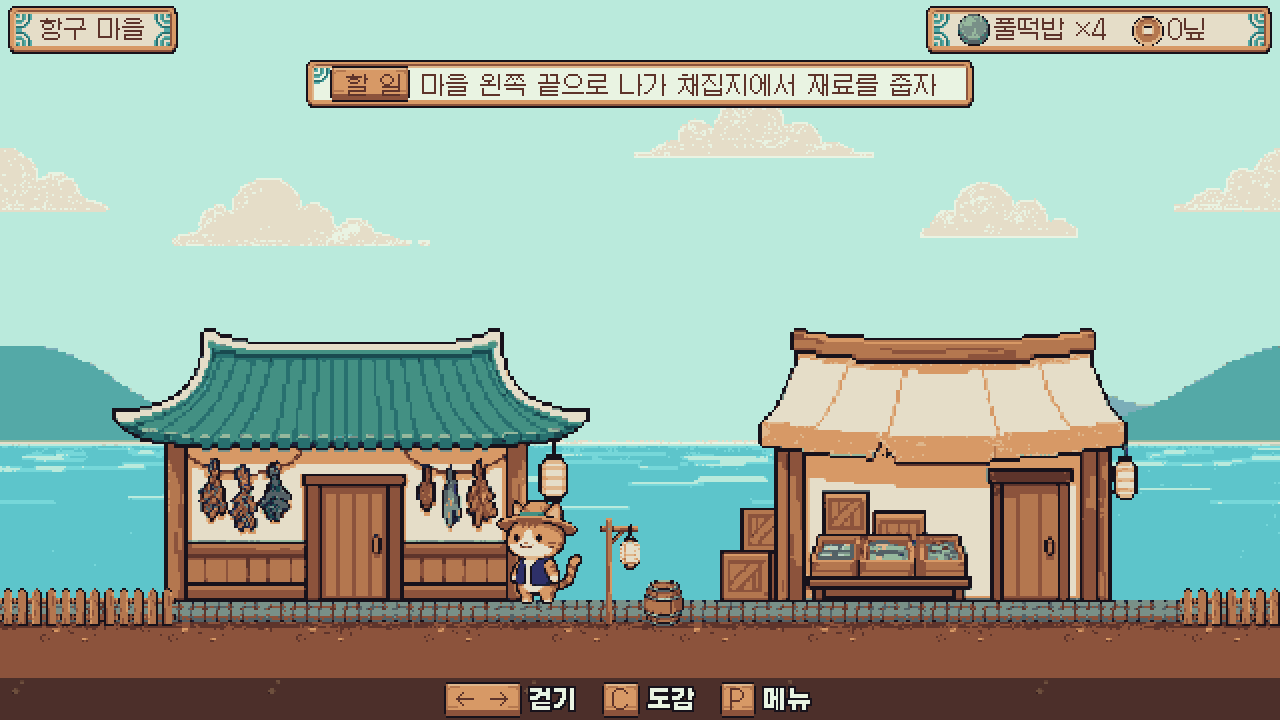 항구 마을
풀떡밥 ×4 0닢
할 일 마을 왼쪽 끝으로 나가 채집지에서 재료를 줍자
← → 걷기 C 도감 P 메뉴